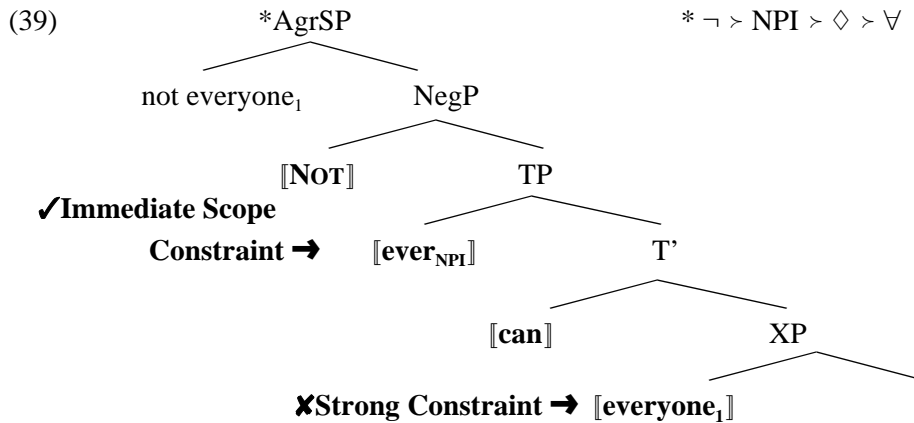 (39) *AgrSP * ¬ ≻ NPI ≻ ◇ ≻ ∀
not everyone₁ NegP
⟦NOT⟧ TP
✓Immediate Scope
Constraint ➔ ⟦ever_NPI⟧ T’
⟦can⟧ XP
✘Strong Constraint ➔ ⟦everyone₁⟧